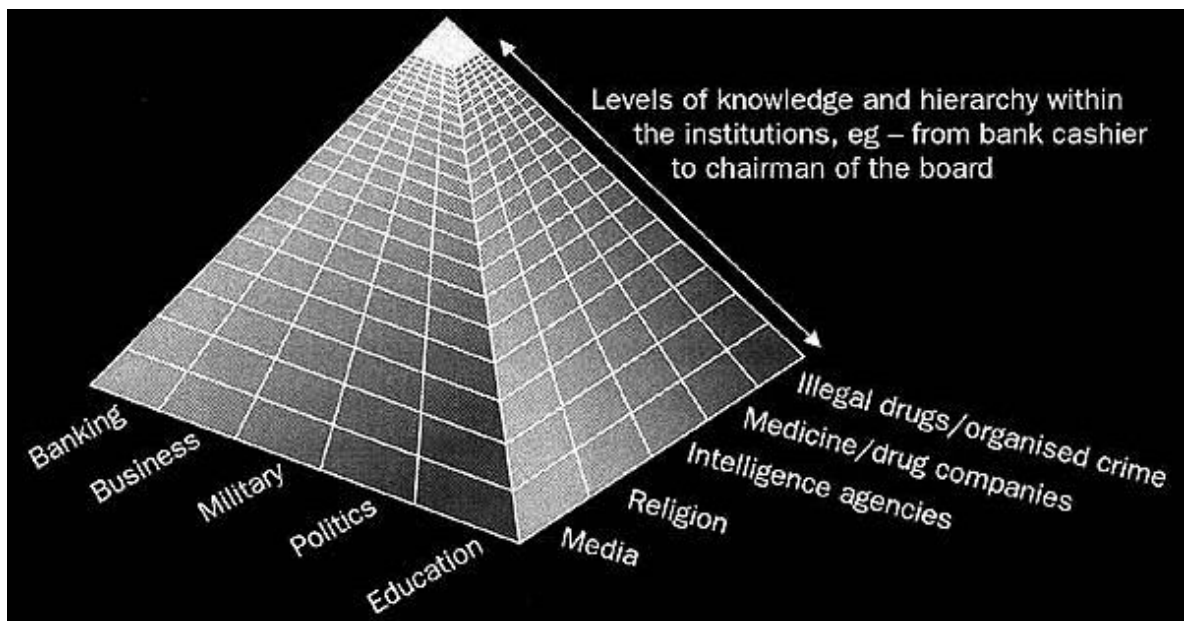 Levels of knowledge and hierarchy within
the institutions, eg – from bank cashier
to chairman of the board
Banking
Business
Military
Politics
Education
Media
Religion
Intelligence agencies
Medicine/drug companies
Illegal drugs/organised crime